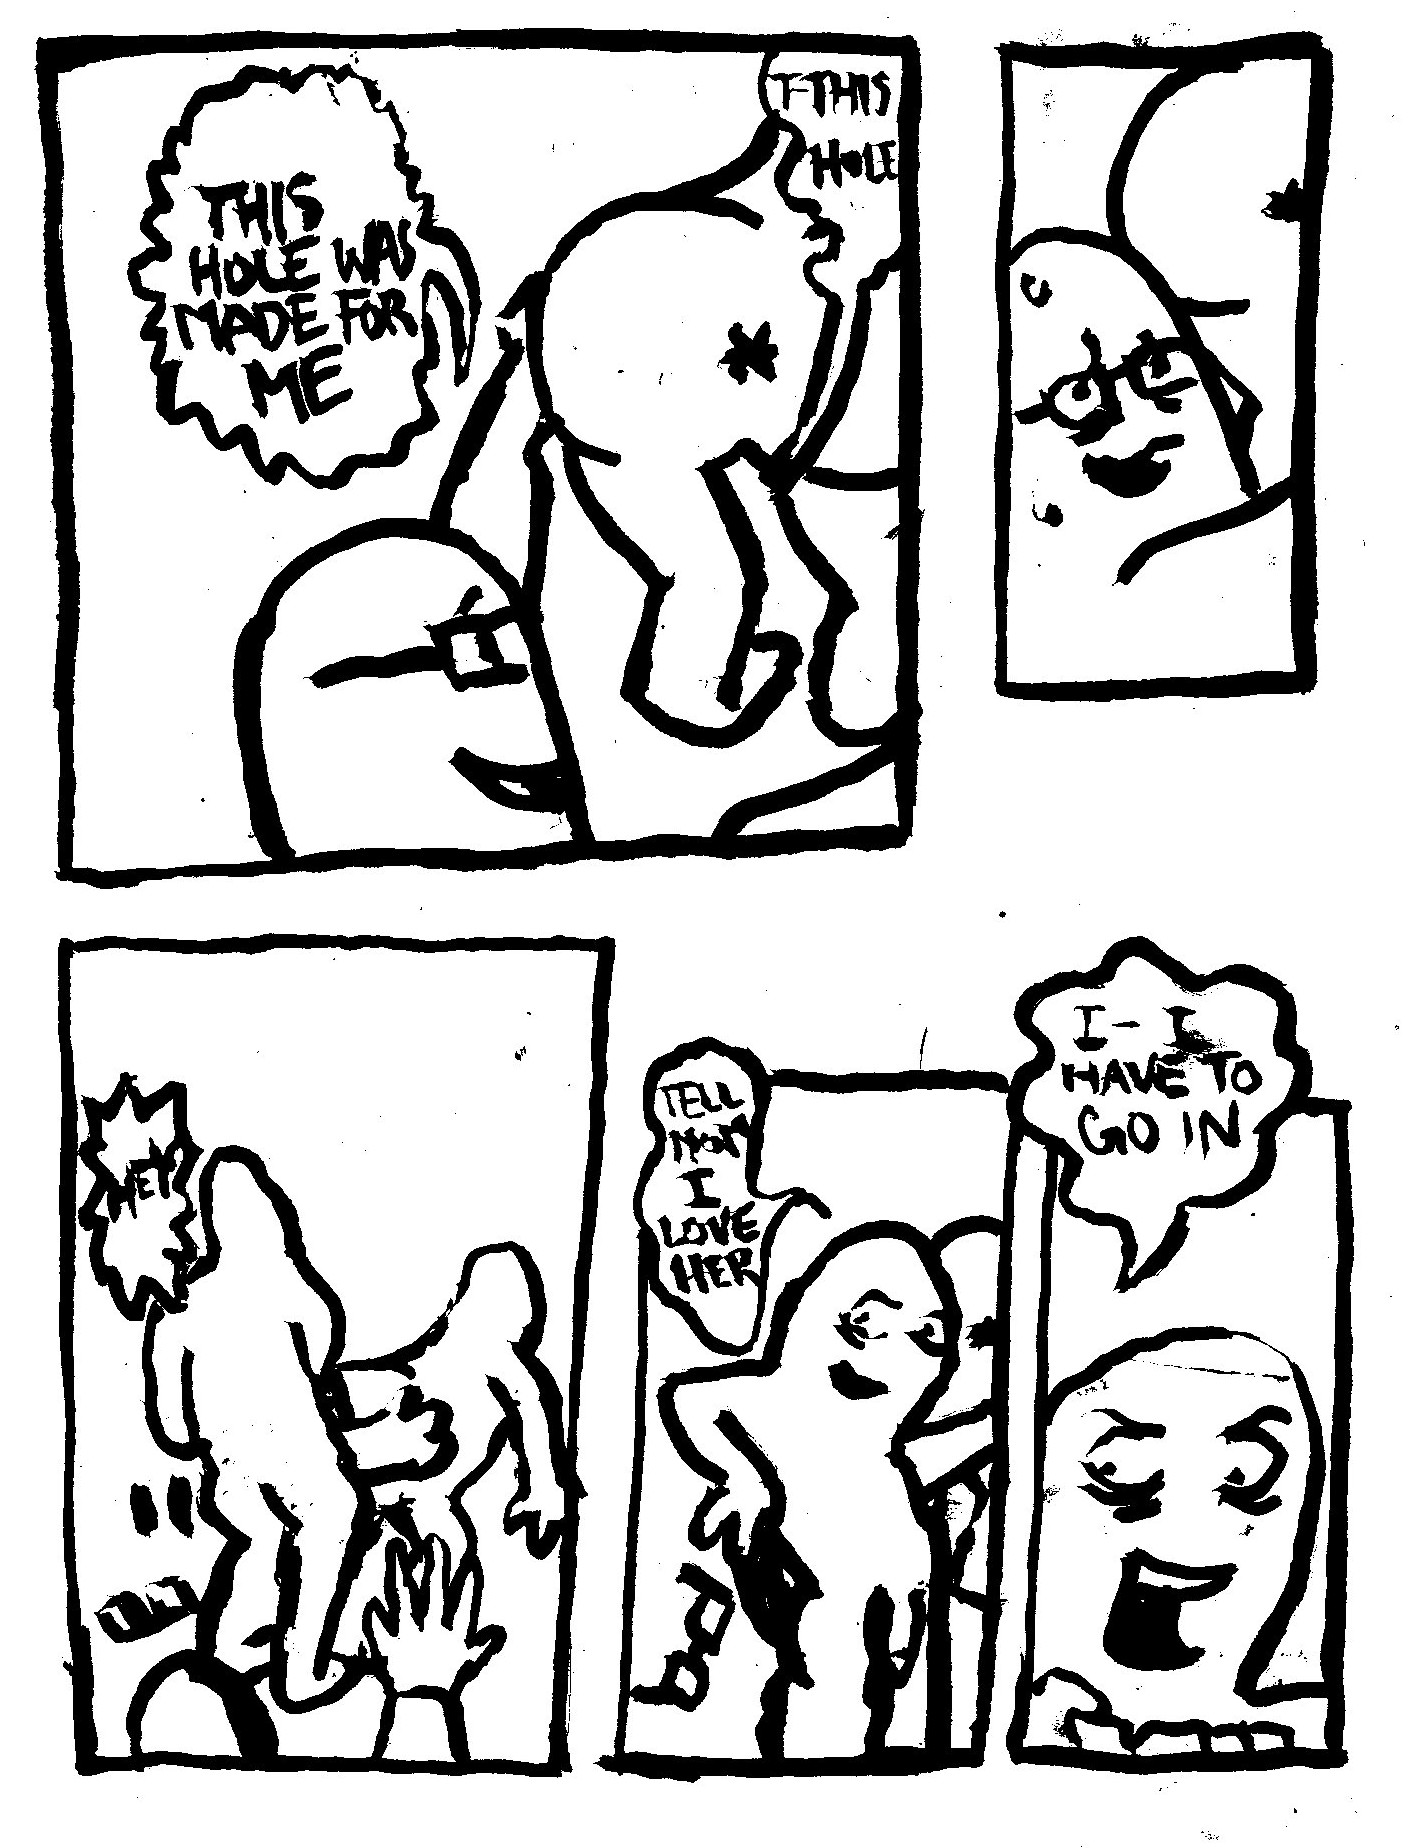 THIS
HOLE WAS
MADE FOR
ME
T-THIS
HOLE
HEY
TELL
MOM
I
LOVE
HER
I-I
HAVE TO
GO IN